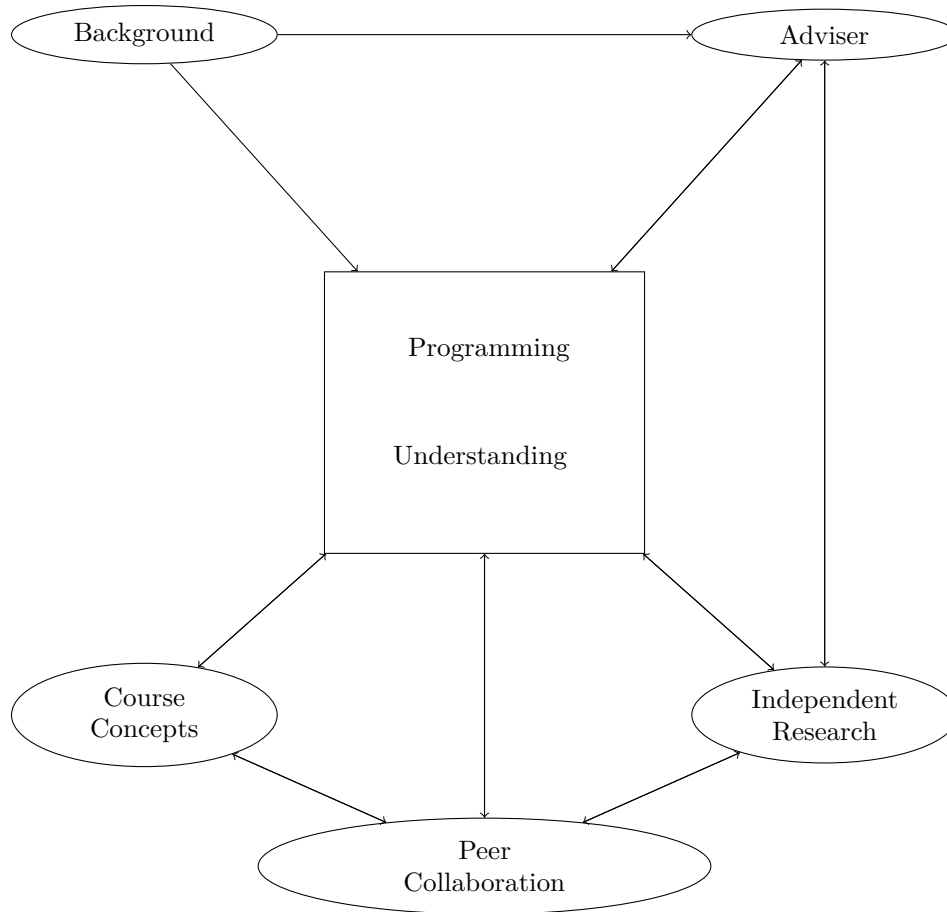 Background
Adviser
Programming
Understanding
Course
Concepts
Independent
Research
Peer
Collaboration